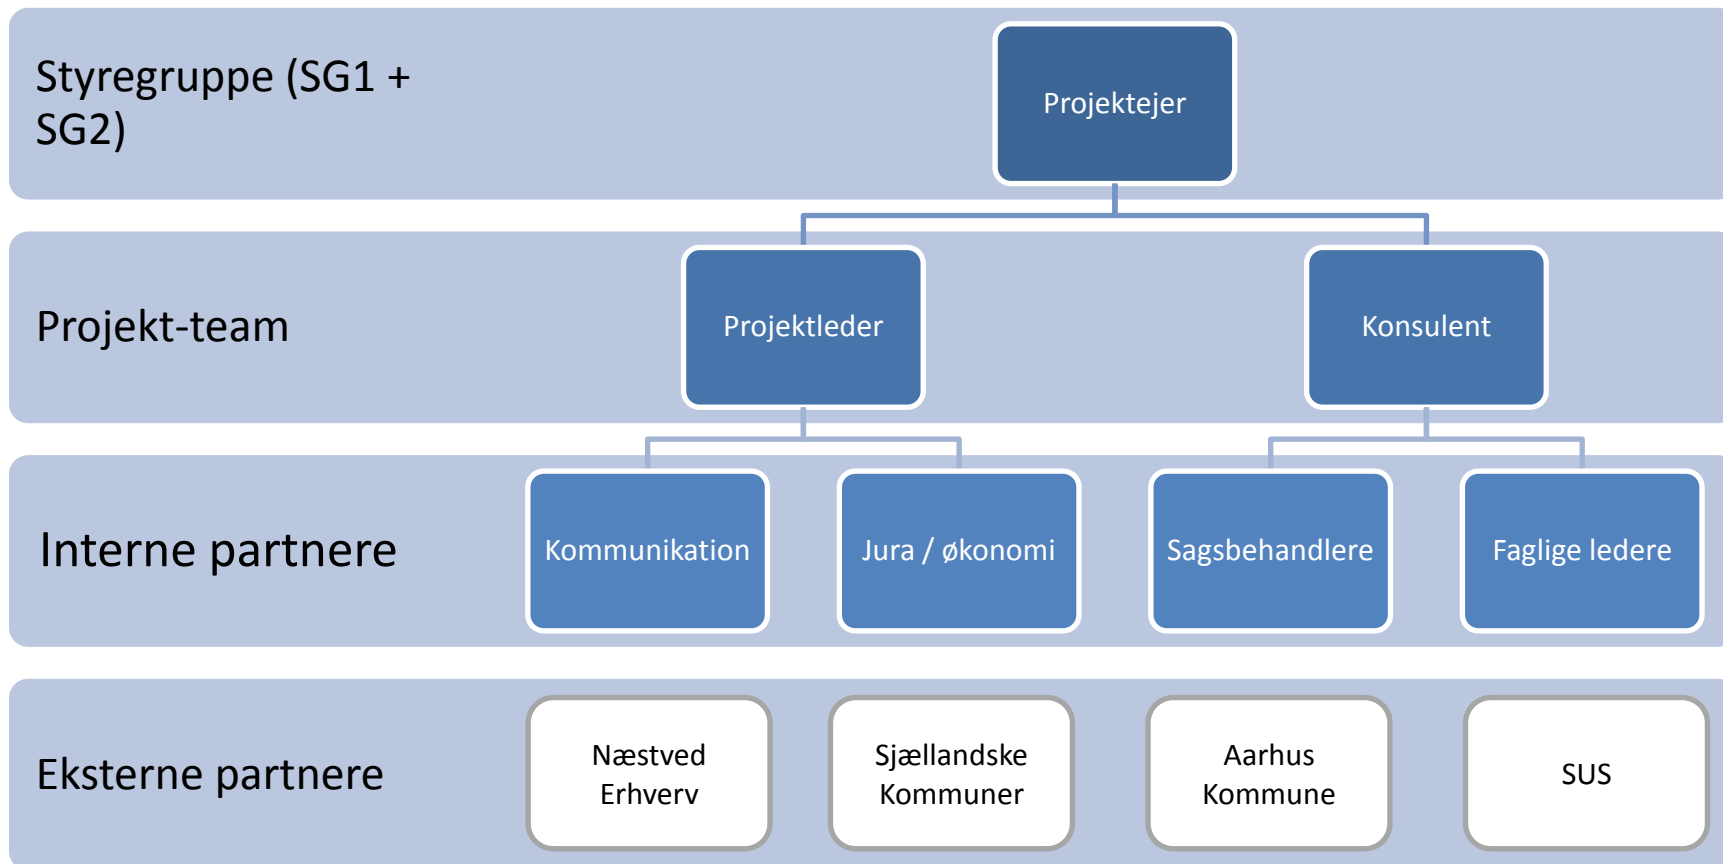 Styregruppe (SG1 +
SG2)
Projektejer
Projekt-team
Projektleder
Konsulent
Interne partnere
Kommunikation
Jura / økonomi
Sagsbehandlere
Faglige ledere
Eksterne partnere
Næstved
Erhverv
Sjællandske
Kommuner
Aarhus
Kommune
SUS